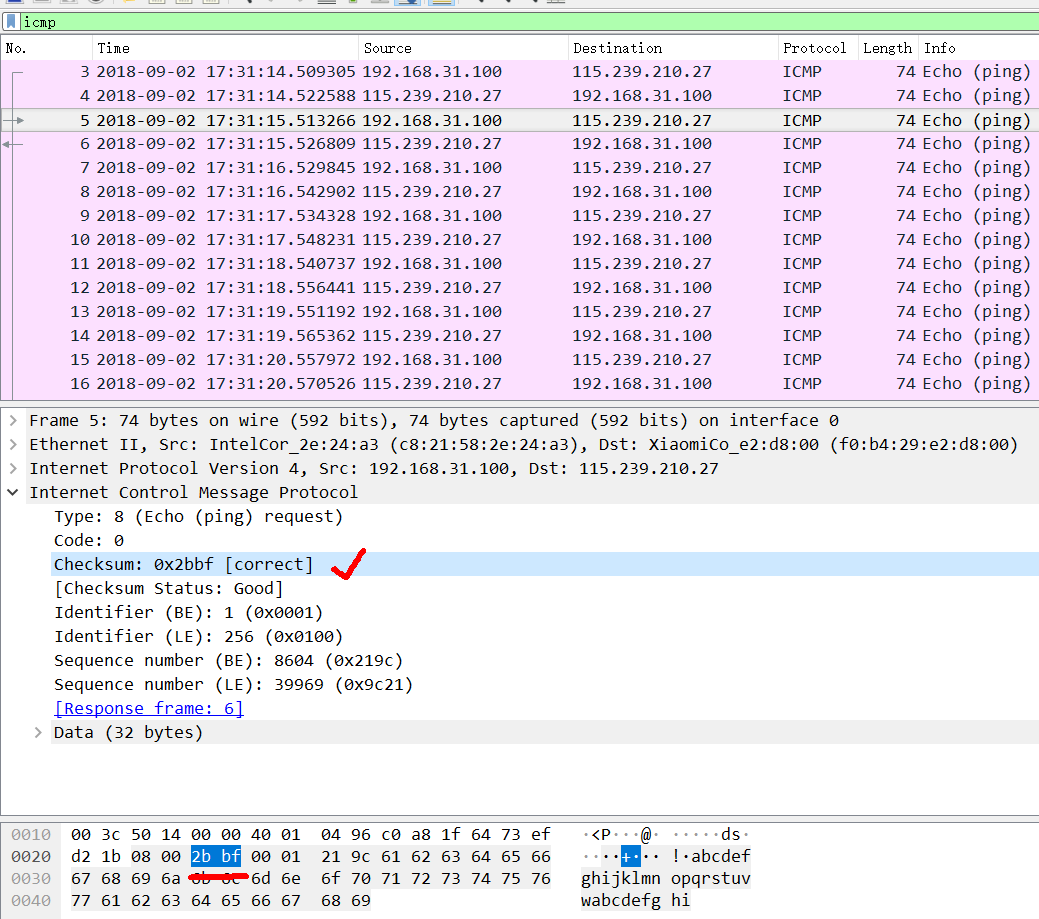 icmp
No. Time Source Destination Protocol Length Info
3 2018-09-02 17:31:14.509305 192.168.31.100 115.239.210.27 ICMP 74 Echo (ping)
4 2018-09-02 17:31:14.522588 115.239.210.27 192.168.31.100 ICMP 74 Echo (ping)
5 2018-09-02 17:31:15.513266 192.168.31.100 115.239.210.27 ICMP 74 Echo (ping)
6 2018-09-02 17:31:15.526809 115.239.210.27 192.168.31.100 ICMP 74 Echo (ping)
7 2018-09-02 17:31:16.529845 192.168.31.100 115.239.210.27 ICMP 74 Echo (ping)
8 2018-09-02 17:31:16.542902 115.239.210.27 192.168.31.100 ICMP 74 Echo (ping)
9 2018-09-02 17:31:17.534328 192.168.31.100 115.239.210.27 ICMP 74 Echo (ping)
10 2018-09-02 17:31:17.548231 115.239.210.27 192.168.31.100 ICMP 74 Echo (ping)
11 2018-09-02 17:31:18.540737 192.168.31.100 115.239.210.27 ICMP 74 Echo (ping)
12 2018-09-02 17:31:18.556441 115.239.210.27 192.168.31.100 ICMP 74 Echo (ping)
13 2018-09-02 17:31:19.551192 192.168.31.100 115.239.210.27 ICMP 74 Echo (ping)
14 2018-09-02 17:31:19.565362 115.239.210.27 192.168.31.100 ICMP 74 Echo (ping)
15 2018-09-02 17:31:20.557972 192.168.31.100 115.239.210.27 ICMP 74 Echo (ping)
16 2018-09-02 17:31:20.570526 115.239.210.27 192.168.31.100 ICMP 74 Echo (ping)
Frame 5: 74 bytes on wire (592 bits), 74 bytes captured (592 bits) on interface 0
Ethernet II, Src: IntelCor_2e:24:a3 (c8:21:58:2e:24:a3), Dst: XiaomiCo_e2:d8:00 (f0:b4:29:e2:d8:00)
Internet Protocol Version 4, Src: 192.168.31.100, Dst: 115.239.210.27
Internet Control Message Protocol
Type: 8 (Echo (ping) request)
Code: 0
Checksum: 0x2bbf [correct]
[Checksum Status: Good]
Identifier (BE): 1 (0x0001)
Identifier (LE): 256 (0x0100)
Sequence number (BE): 8604 (0x219c)
Sequence number (LE): 39969 (0x9c21)
[Response frame: 6]
Data (32 bytes)
0010 00 3c 50 14 00 00 40 01 04 96 c0 a8 1f 64 73 ef ·<P···@· ·····ds·
0020 d2 1b 08 00 2b bf 00 01 21 9c 61 62 63 64 65 66 ····+··· !·abcdef
0030 67 68 69 6a 6b 6c 6d 6e 6f 70 71 72 73 74 75 76 ghijklmn opqrstuv
0040 77 61 62 63 64 65 66 67 68 69 wabcdefg hi